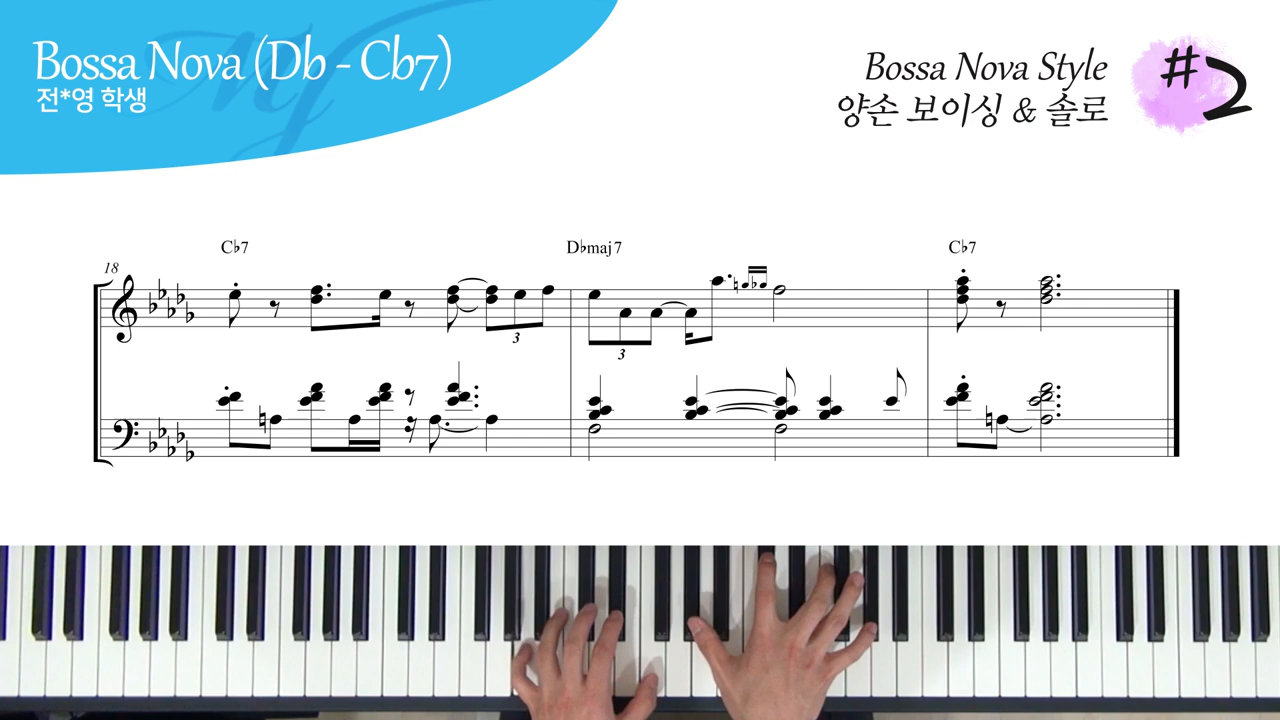 Bossa Nova (Db - Cb7)
전*영 학생
Bossa Nova Style
양손 보이싱 & 솔로
#2
C♭7
D♭maj7
C♭7
18
3
3